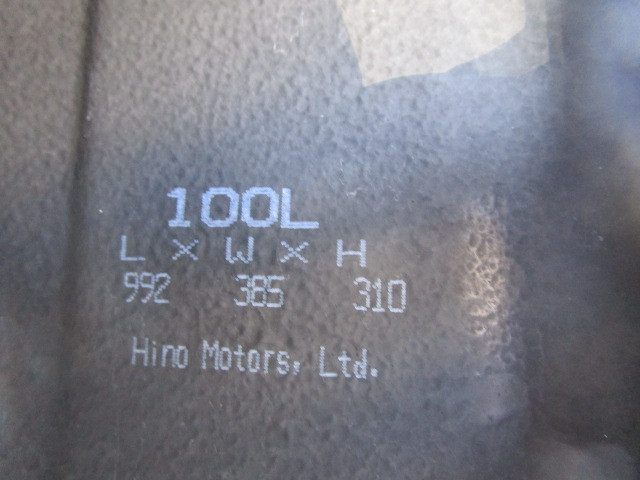 100L
L × W × H
992 385 310
Hino Motors, Ltd.